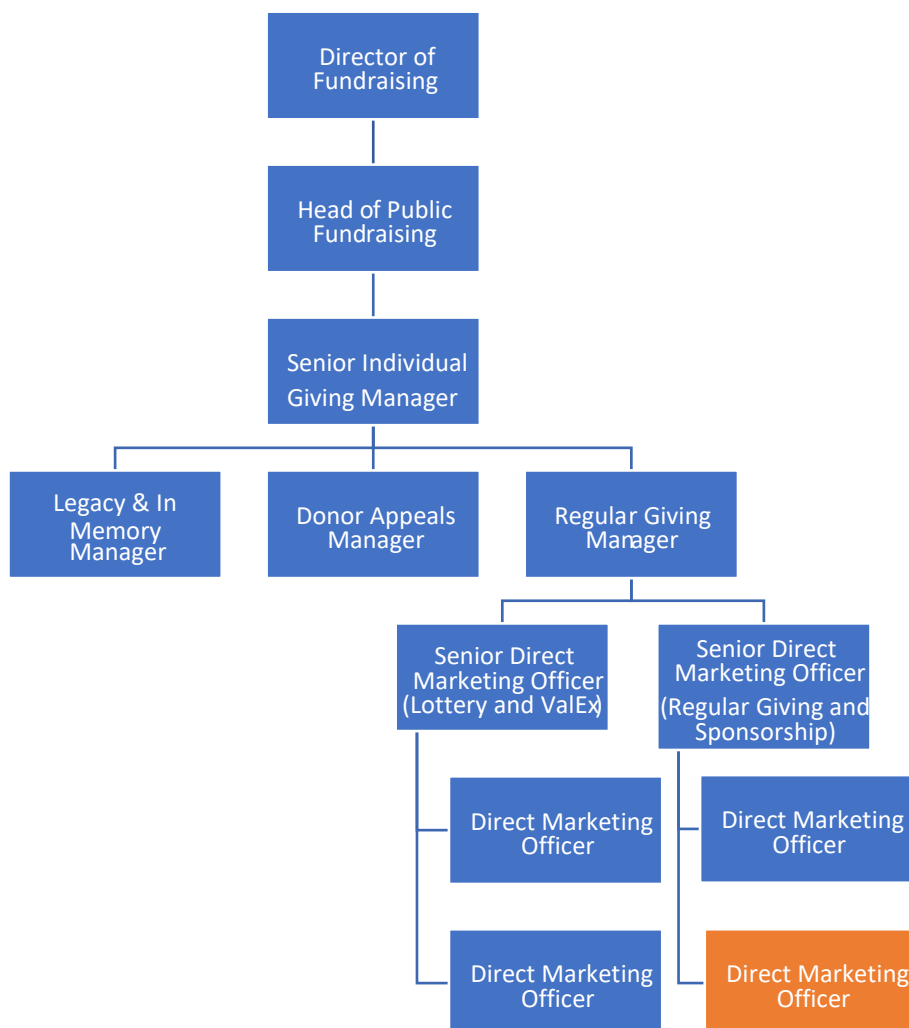 Director of
Fundraising
Head of Public
Fundraising
Senior Individual
Giving Manager
Legacy & In
Memory
Manager
Donor Appeals
Manager
Regular Giving
Manager
Senior Direct
Marketing Officer
(Lottery and ValEx)
Senior Direct
Marketing Officer
(Regular Giving and
Sponsorship)
Direct Marketing
Officer
Direct Marketing
Officer
Direct Marketing
Officer
Direct Marketing
Officer